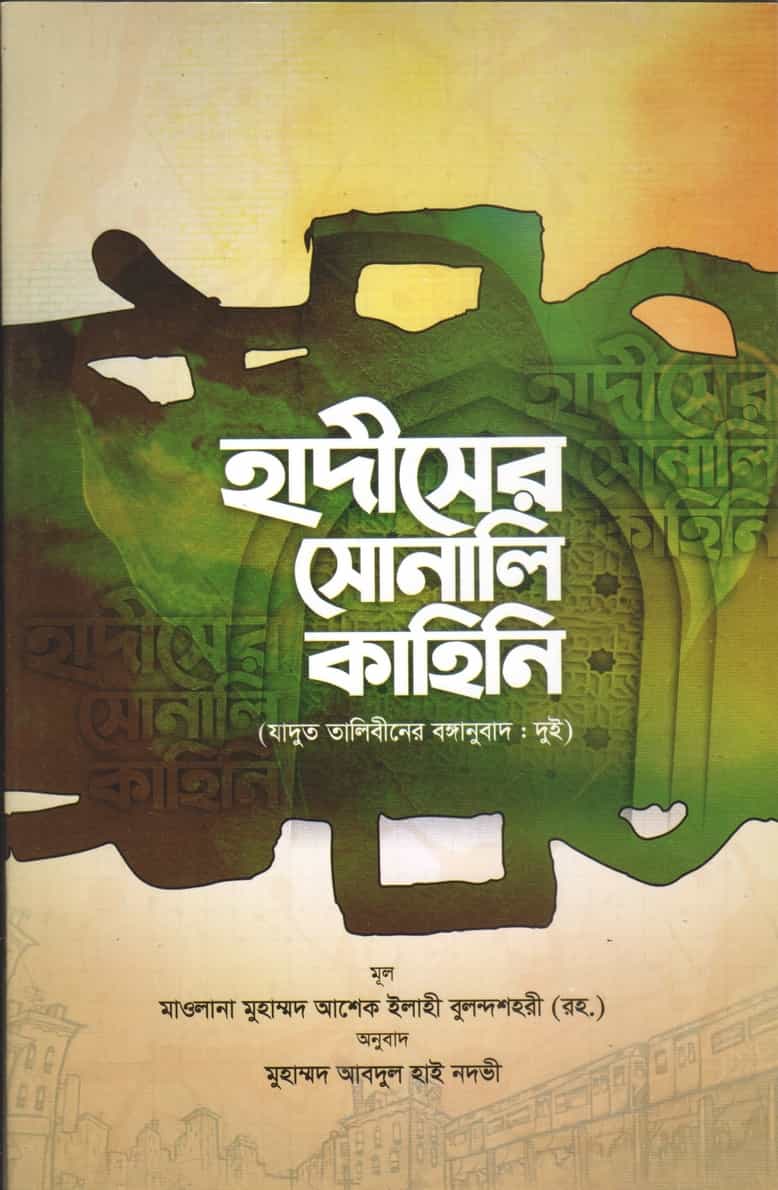 হাদীসের
সোনালি
কাহিনি
(যাদুত তালিবীনের বঙ্গানুবাদ : দুই)
হাদীসের
সোনালি
কাহিনি
হাদীসের
সোনালি
কাহিনি
মূল
মাওলানা মুহাম্মদ আশেক ইলাহী বুলন্দশহরী (রহ.)
অনুবাদ
মুহাম্মদ আবদুল হাই নদভী